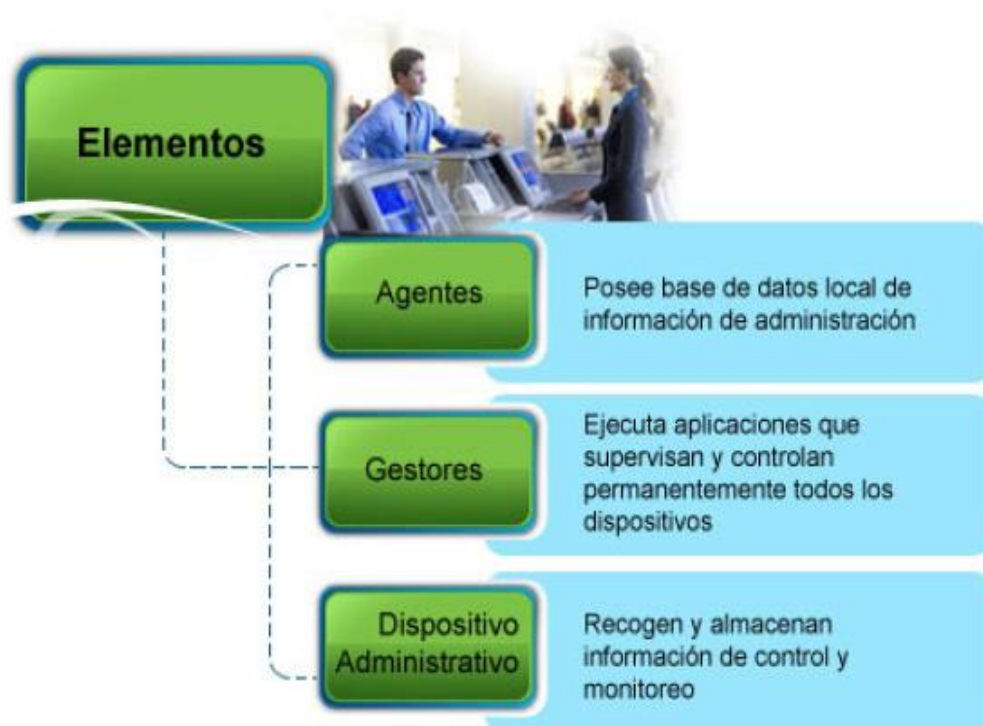 Elementos
Agentes
Posee base de datos local de
información de administración
Gestores
Ejecuta aplicaciones que
supervisan y controlan
permanentemente todos los
dispositivos
Dispositivo
Administrativo
Recogen y almacenan
información de control y
monitoreo